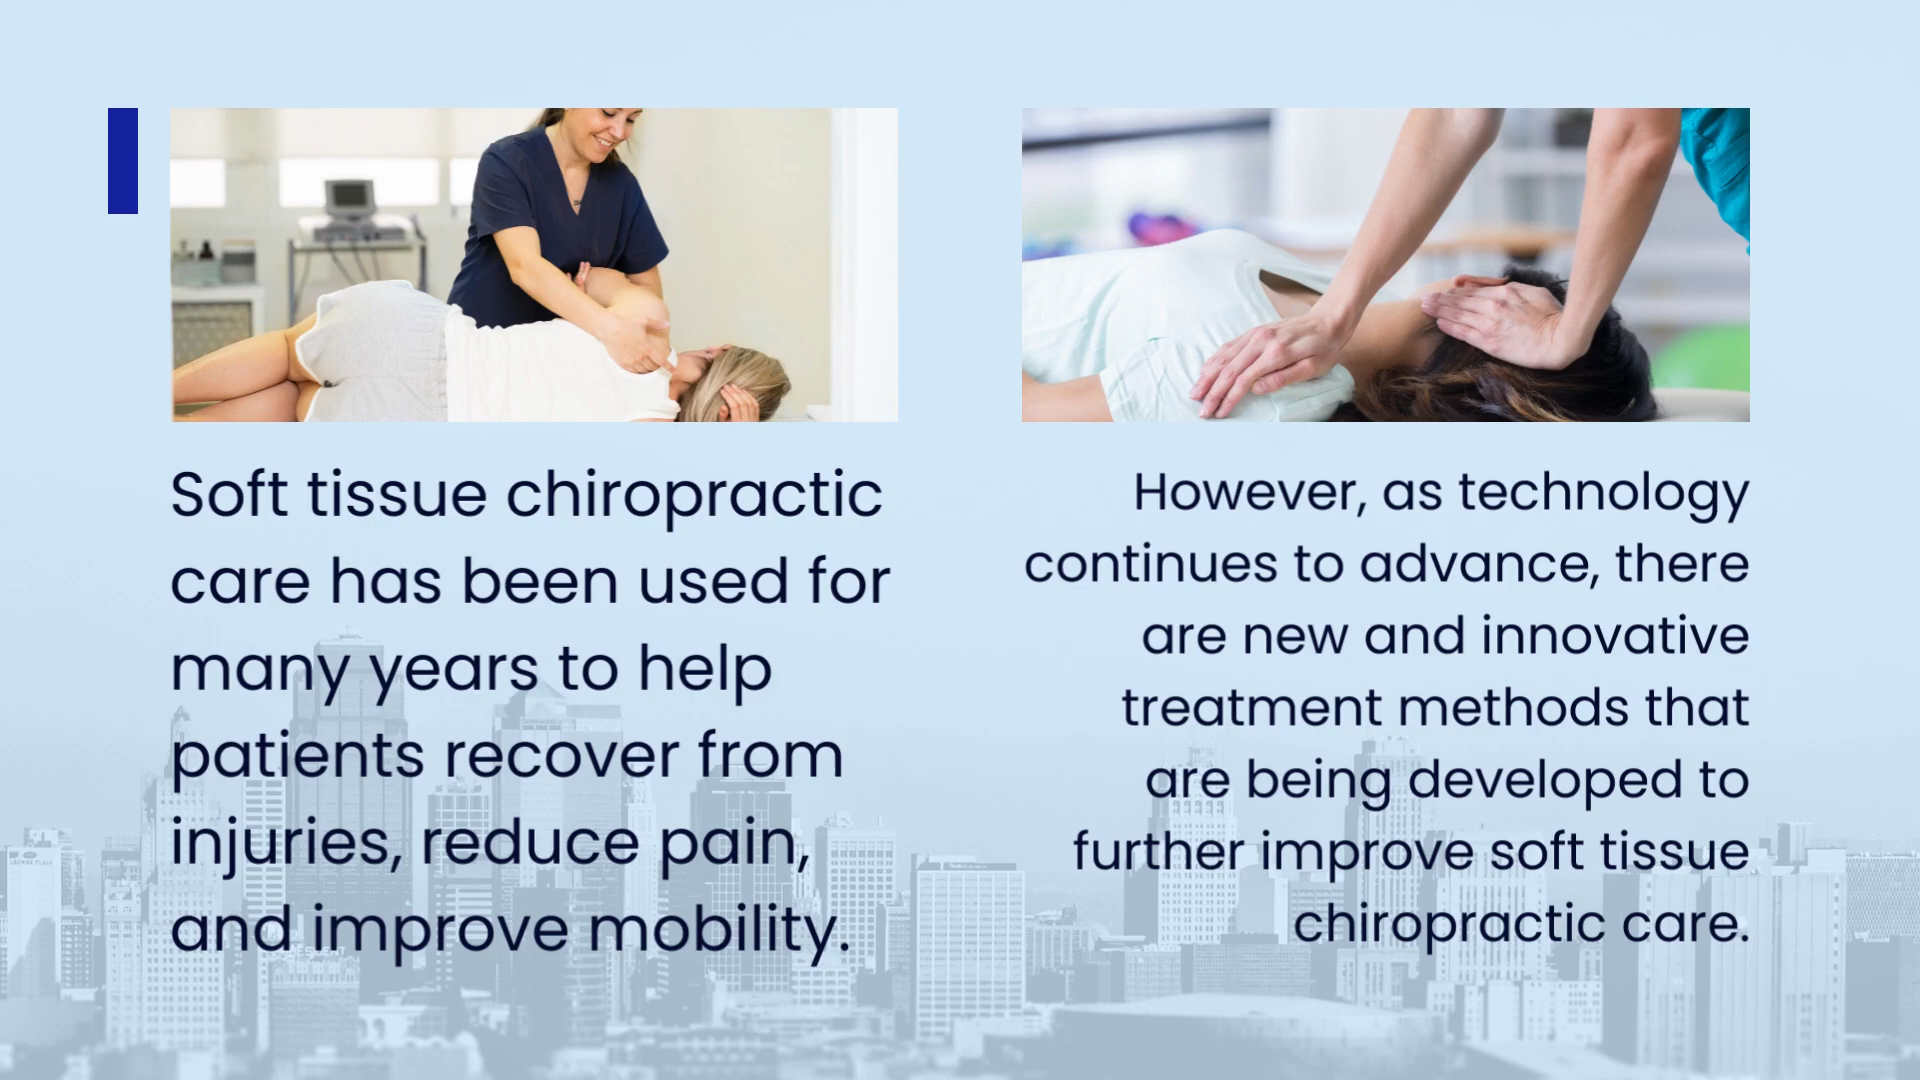 Soft tissue chiropractic
care has been used for
many years to help
patients recover from
injuries, reduce pain,
and improve mobility.
However, as technology
continues to advance, there
are new and innovative
treatment methods that
are being developed to
further improve soft tissue
chiropractic care.